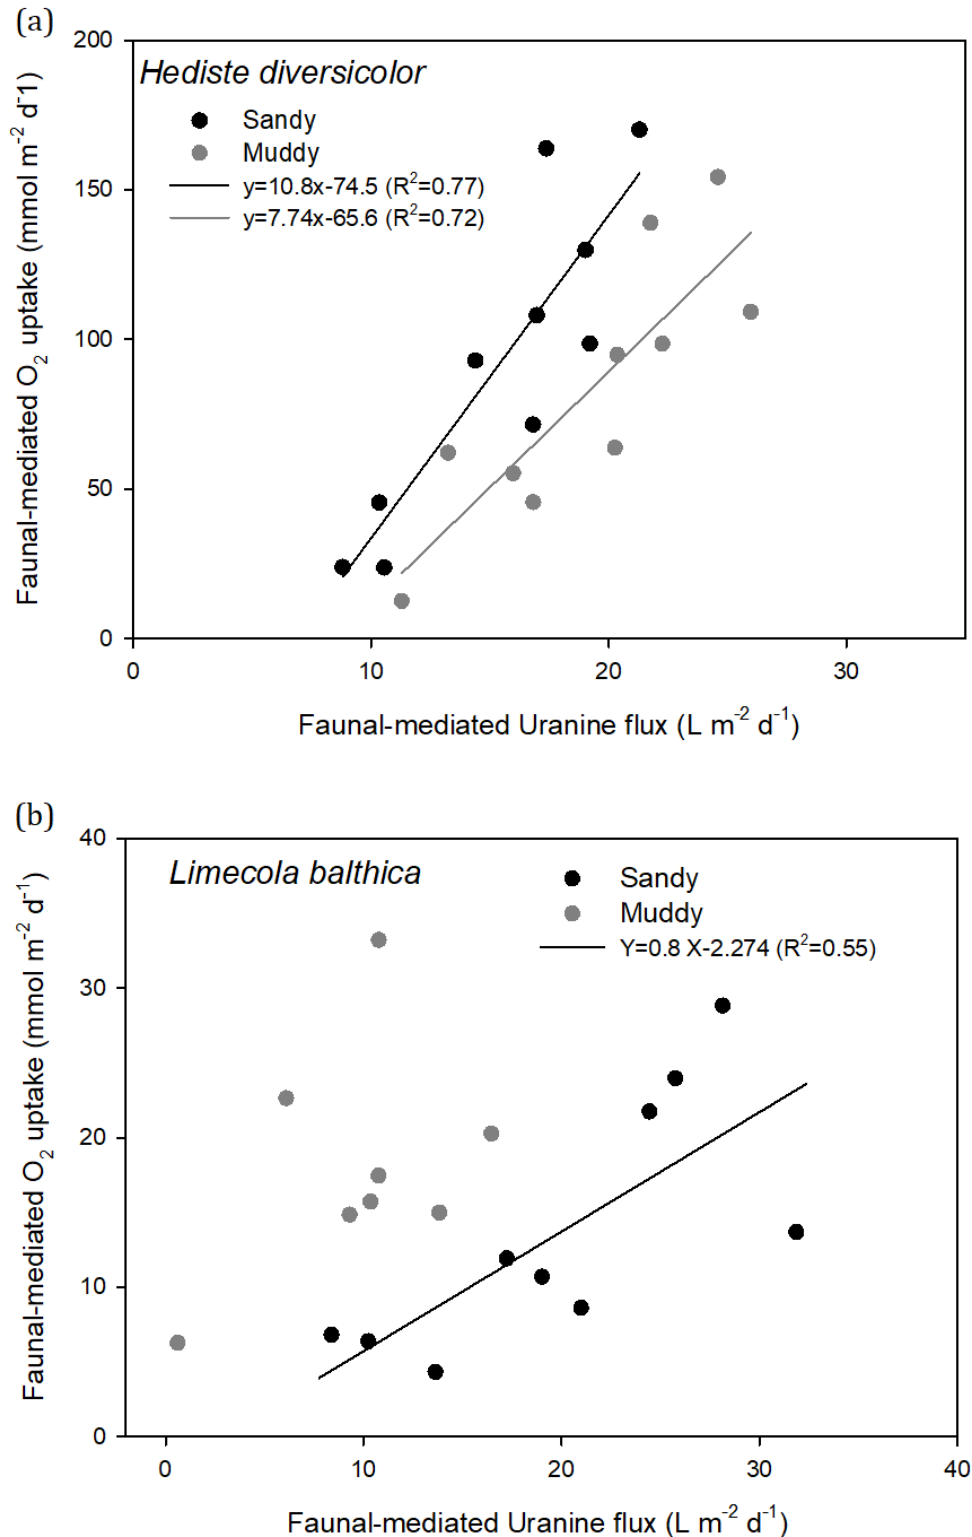 (a)
200
150
100
50
0
Faunal-mediated O₂ uptake (mmol m⁻² d⁻1)
Hediste diversicolor
Sandy
Muddy
y=10.8x-74.5 (R²=0.77)
y=7.74x-65.6 (R²=0.72)
0 10 20 30
Faunal-mediated Uranine flux (L m⁻² d⁻¹)
(b)
40
30
20
10
0
Faunal-mediated O₂ uptake (mmol m⁻² d⁻¹)
Limecola balthica
Sandy
Muddy
Y=0.8 X-2.274 (R²=0.55)
0 10 20 30 40
Faunal-mediated Uranine flux (L m⁻² d⁻¹)